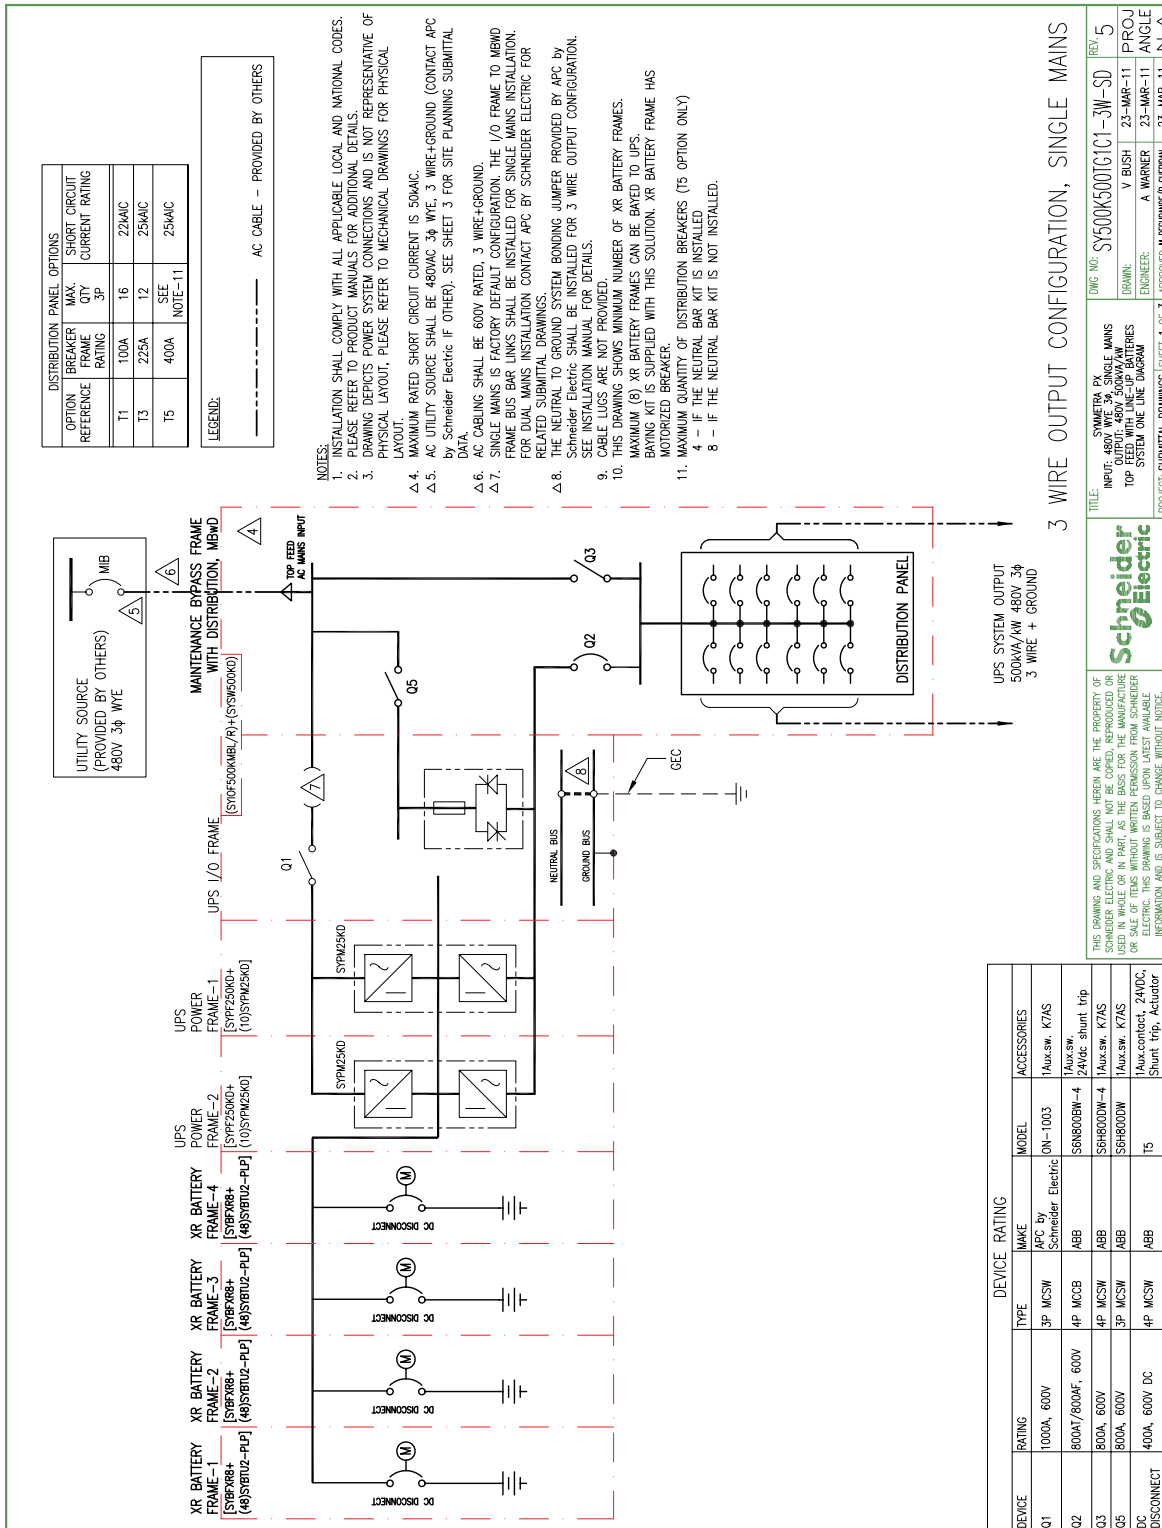 UTILITY SOURCE
(PROVIDED BY OTHERS)
480V 3ϕ WYE
MIB
5
6
MAINTENANCE BYPASS FRAME
WITH DISTRIBUTION, MBwD
4
(SYIOF500KMBL/R)+(SYSW500KD)
TOP FEED
AC MAINS INPUT
UPS I/O FRAME
UPS
POWER
FRAME-1
[SYPF250KD+
(10)SYPM25KD]
UPS
POWER
FRAME-2
[SYPF250KD+
(10)SYPM25KD]
XR BATTERY
FRAME-4
[SYBFXR8+
(48)SYBTU2-PLP]
XR BATTERY
FRAME-3
[SYBFXR8+
(48)SYBTU2-PLP]
XR BATTERY
FRAME-2
[SYBFXR8+
(48)SYBTU2-PLP]
XR BATTERY
FRAME-1
[SYBFXR8+
(48)SYBTU2-PLP]
DC DISCONNECT
M
DC DISCONNECT
M
DC DISCONNECT
M
DC DISCONNECT
M
SYPM25KD
SYPM25KD
Q1
7
Q5
Q2
Q3
NEUTRAL BUS
GROUND BUS
8
GEC
DISTRIBUTION PANEL
UPS SYSTEM OUTPUT
500kVA/kW 480V 3ϕ
3 WIRE + GROUND
DISTRIBUTION PANEL OPTIONS
OPTION REFERENCE BREAKER FRAME RATING MAX. QTY 3P SHORT CIRCUIT CURRENT RATING
T1 100A 16 22kAIC
T3 225A 12 25kAIC
T5 400A SEE NOTE-11 25kAIC
LEGEND:
AC CABLE - PROVIDED BY OTHERS
NOTES:
1. INSTALLATION SHALL COMPLY WITH ALL APPLICABLE LOCAL AND NATIONAL CODES.
2. PLEASE REFER TO PRODUCT MANUALS FOR ADDITIONAL DETAILS.
3. DRAWING DEPICTS POWER SYSTEM CONNECTIONS AND IS NOT REPRESENTATIVE OF
PHYSICAL LAYOUT, PLEASE REFER TO MECHANICAL DRAWINGS FOR PHYSICAL
LAYOUT.
△ 4. MAXIMUM RATED SHORT CIRCUIT CURRENT IS 50kAIC.
△ 5. AC UTILITY SOURCE SHALL BE 480VAC 3ϕ WYE, 3 WIRE+GROUND (CONTACT APC
by Schneider Electric IF OTHER). SEE SHEET 3 FOR SITE PLANNING SUBMITTAL
DATA.
△ 6. AC CABLING SHALL BE 600V RATED, 3 WIRE+GROUND.
△ 7. SINGLE MAINS IS FACTORY DEFAULT CONFIGURATION. THE I/O FRAME TO MBWD
FRAME BUS BAR LINKS SHALL BE INSTALLED FOR SINGLE MAINS INSTALLATION.
FOR DUAL MAINS INSTALLATION CONTACT APC BY SCHNEIDER ELECTRIC FOR
RELATED SUBMITTAL DRAWINGS.
△ 8. THE NEUTRAL TO GROUND SYSTEM BONDING JUMPER PROVIDED BY APC by
Schneider Electric SHALL BE INSTALLED FOR 3 WIRE OUTPUT CONFIGURATION.
SEE INSTALLATION MANUAL FOR DETAILS.
9. CABLE LUGS ARE NOT PROVIDED.
10. THIS DRAWING SHOWS MINIMUM NUMBER OF XR BATTERY FRAMES.
MAXIMUM (8) XR BATTERY FRAMES CAN BE BAYED TO UPS.
BAYING KIT IS SUPPLIED WITH THIS SOLUTION. XR BATTERY FRAME HAS
MOTORIZED BREAKER.
11. MAXIMUM QUANTITY OF DISTRIBUTION BREAKERS (T5 OPTION ONLY)
4 - IF THE NEUTRAL BAR KIT IS INSTALLED
8 - IF THE NEUTRAL BAR KIT IS NOT INSTALLED.
3 WIRE OUTPUT CONFIGURATION, SINGLE MAINS
DEVICE RATING
DEVICE RATING TYPE MAKE MODEL ACCESSORIES
Q1 1000A, 600V 3P MCSW APC by Schneider Electric ON-1003 1Aux.sw. K7AS
Q2 800AT/800AF, 600V 4P MCCB ABB S6N800BW-4 1Aux.sw. 24Vdc shunt trip
Q3 800A, 600V 4P MCSW ABB S6H800DW-4 1Aux.sw. K7AS
Q5 800A, 600V 3P MCSW ABB S6H800DW 1Aux.sw. K7AS
DC DISCONNECT 400A, 600V DC 4P MCSW ABB T5 1Aux.contact, 24VDC, Shunt trip, Actuator
THIS DRAWING AND SPECIFICATIONS HEREIN ARE THE PROPERTY OF
SCHNEIDER ELECTRIC AND SHALL NOT BE COPIED, REPRODUCED OR
USED IN WHOLE OR IN PART, AS THE BASIS FOR THE MANUFACTURE
OR SALE OF ITEMS WITHOUT WRITTEN PERMISSION FROM SCHNEIDER
ELECTRIC. THIS DRAWING IS BASED UPON LATEST AVAILABLE
INFORMATION AND IS SUBJECT TO CHANGE WITHOUT NOTICE.
Schneider
Electric
TITLE: SYMMETRA PX
INPUT: 480V WYE 3ϕ, SINGLE MAINS
OUTPUT: 480V, 500kVA/kW
TOP FEED WITH LINE-UP BATTERIES
SYSTEM ONE LINE DIAGRAM
PROJECT: SUBMITTAL DRAWINGS SHEET 1 OF 3
DWG NO: SY500K500TG1C1-3W-SD
REV: 5
DRAWN: V BUSH 23-MAR-11 PROJ
ENGINEER: A WARNER 23-MAR-11 ANGLE